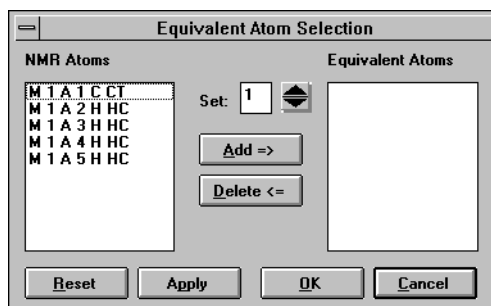 Equivalent Atom Selection
NMR Atoms
Equivalent Atoms
M 1 A 1 C CT
M 1 A 2 H HC
M 1 A 3 H HC
M 1 A 4 H HC
M 1 A 5 H HC
Set: 1
Add =>
Delete <=
Reset Apply OK Cancel